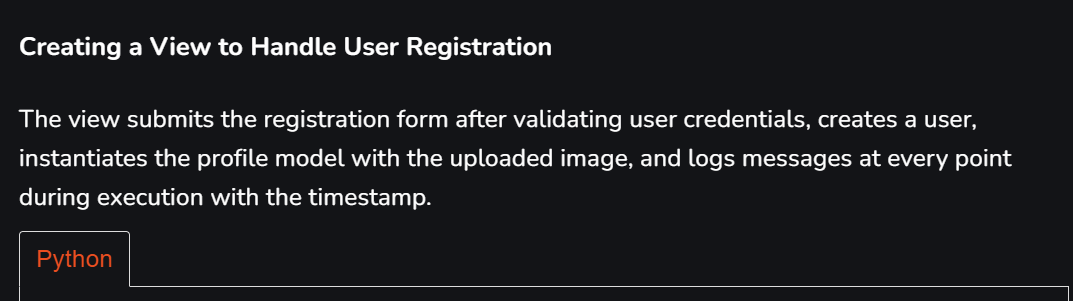 Creating a View to Handle User Registration
The view submits the registration form after validating user credentials, creates a user,
instantiates the profile model with the uploaded image, and logs messages at every point
during execution with the timestamp.
Python